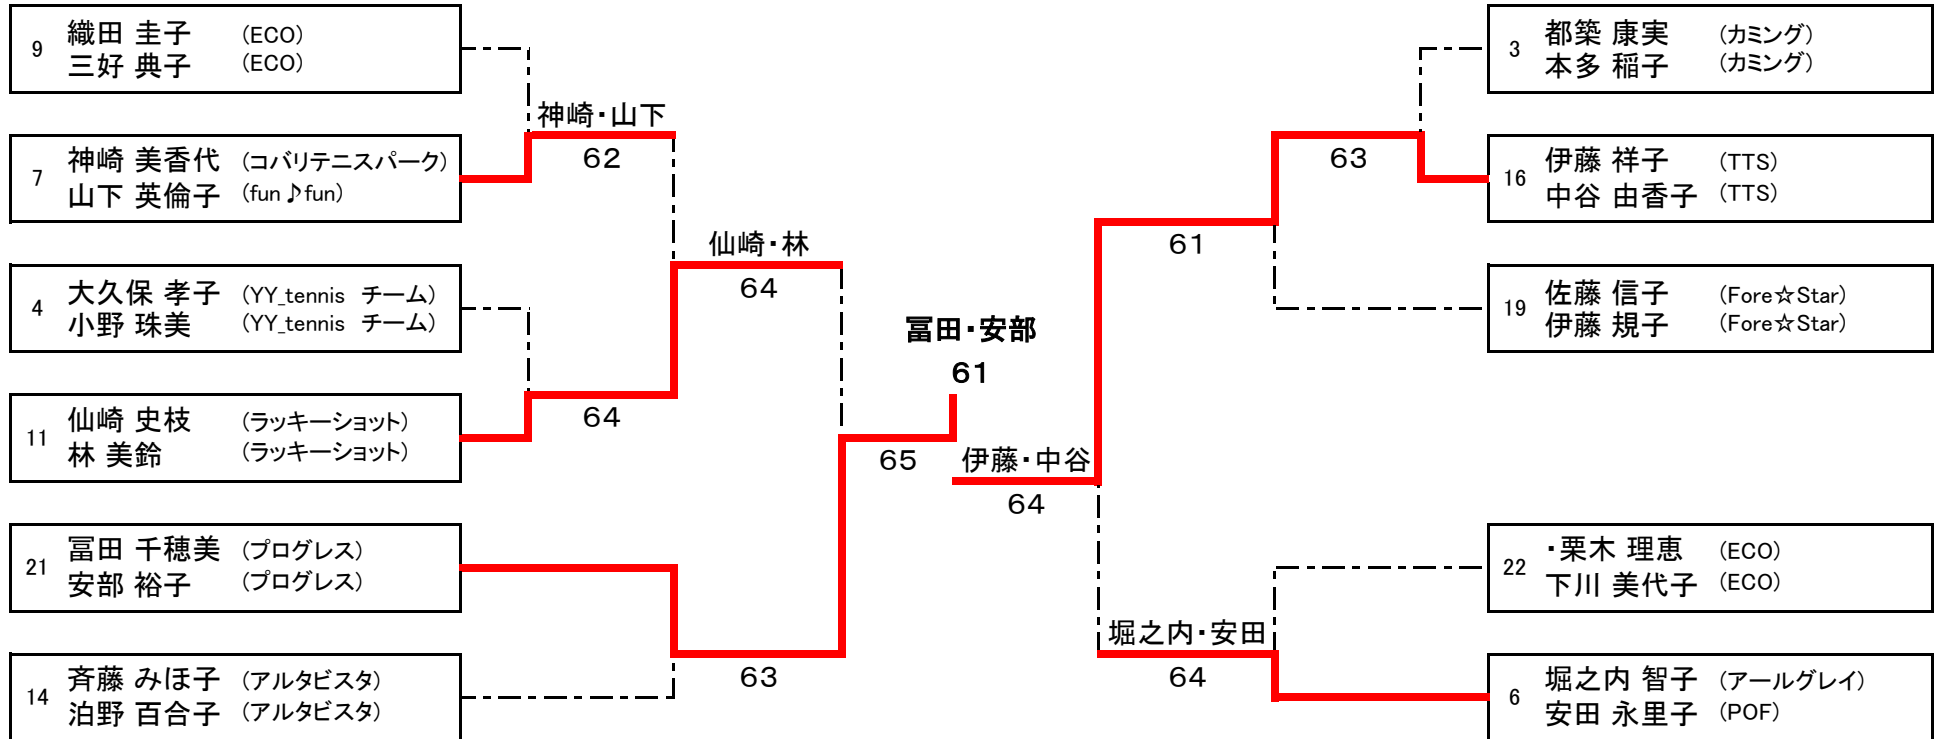 9
織田 圭子 (ECO)
三好 典子 (ECO)
神崎・山下
62
7
神崎 美香代 (コバリテニスパーク)
山下 英倫子 (fun♪fun)
仙崎・林
64
4
大久保 孝子 (YY_tennis チーム)
小野 珠美 (YY_tennis チーム)
11
仙崎 史枝 (ラッキーショット)
林 美鈴 (ラッキーショット)
64
冨田・安部
61
65
21
冨田 千穂美 (プログレス)
安部 裕子 (プログレス)
63
14
斉藤 みほ子 (アルタビスタ)
泊野 百合子 (アルタビスタ)
3
都築 康実 (カミング)
本多 稲子 (カミング)
63
16
伊藤 祥子 (TTS)
中谷 由香子 (TTS)
61
19
佐藤 信子 (Fore☆Star)
伊藤 規子 (Fore☆Star)
伊藤・中谷
64
22
・栗木 理恵 (ECO)
下川 美代子 (ECO)
堀之内・安田
64
6
堀之内 智子 (アールグレイ)
安田 永里子 (POF)